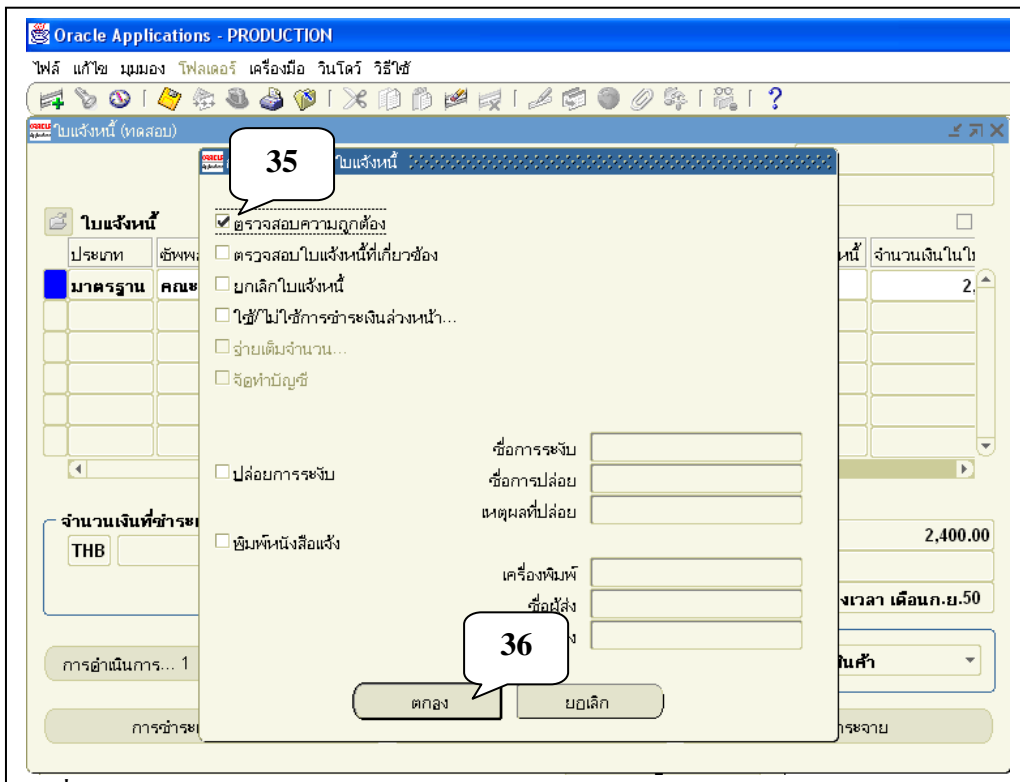 Oracle Applications - PRODUCTION
ไฟล์ แก้ไข มุมมอง โฟลเดอร์ เครื่องมือ วินโดว์ วิธีใช้
ใบแจ้งหนี้ (ทดสอบ)
35
ใบแจ้งหนี้
ใบแจ้งหนี้
ตรวจสอบความถูกต้อง
ประเภท
ตรวจสอบใบแจ้งหนี้ที่เกี่ยวข้อง
จำนวนเงินใน
มาตรฐาน คณะ
ยกเลิกใบแจ้งหนี้
2,
ใช้/ไม่ใช้การชำระเงินล่วงหน้า...
จ่ายเต็มจำนวน...
จัดทำบัญชี
ชื่อการระงับ
ปล่อยการระงับ
ชื่อการปล่อย
เหตุผลที่ปล่อย
จำนวนเงินที่ชำระ
THB
พิมพ์หนังสือแจ้ง
2,400.00
เครื่องพิมพ์
ชื่อผู้ส่ง
งเวลา เดือนก.ย.50
36
การดำเนินการ... 1
ตกลง
ยกเลิก